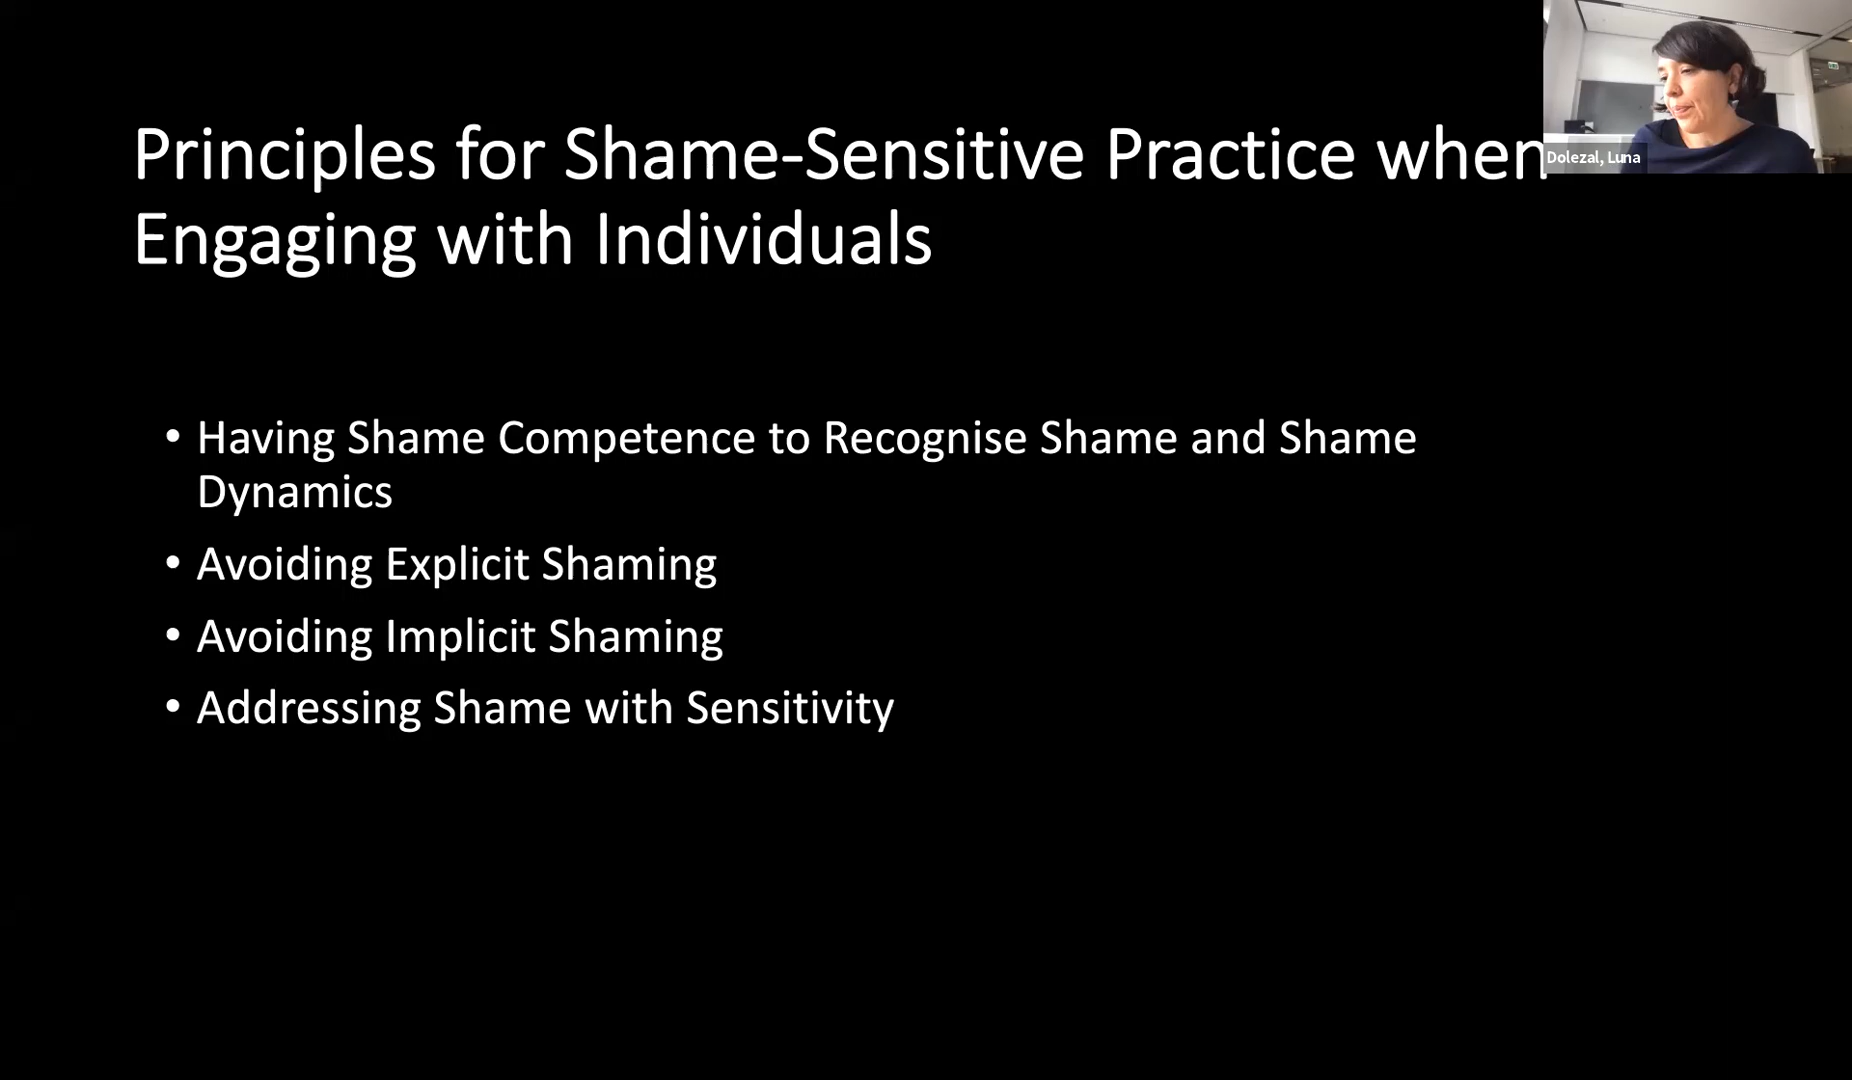 Principles for Shame-Sensitive Practice when
Engaging with Individuals
Dolezal, Luna
• Having Shame Competence to Recognise Shame and Shame
Dynamics
• Avoiding Explicit Shaming
• Avoiding Implicit Shaming
• Addressing Shame with Sensitivity